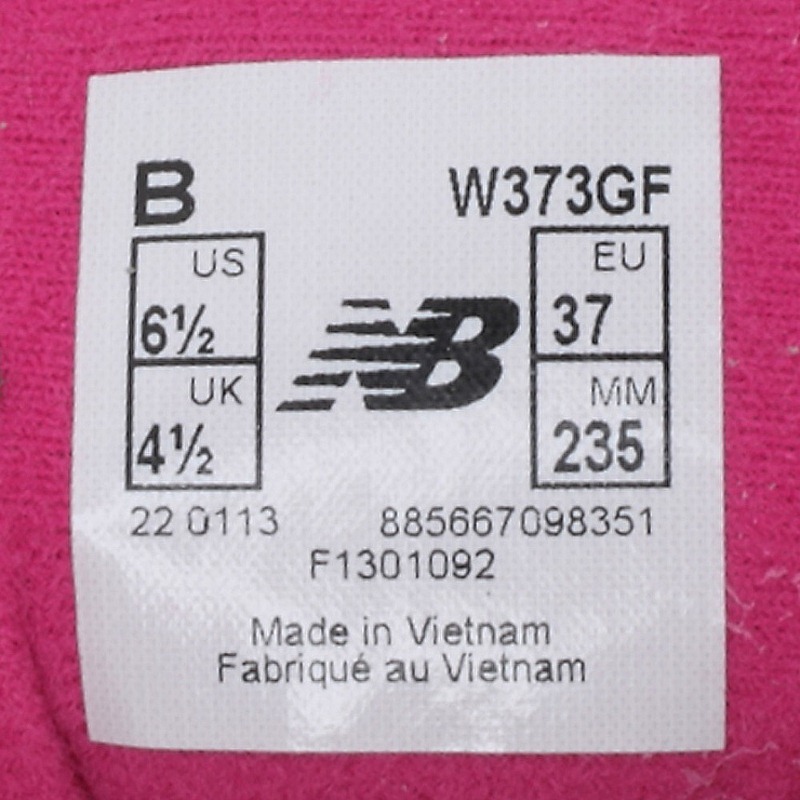 B W373GF
US EU
6½ 37
NB
UK MM
4½ 235
22 0113 885667098351
F1301092
Made in Vietnam
Fabriqué au Vietnam